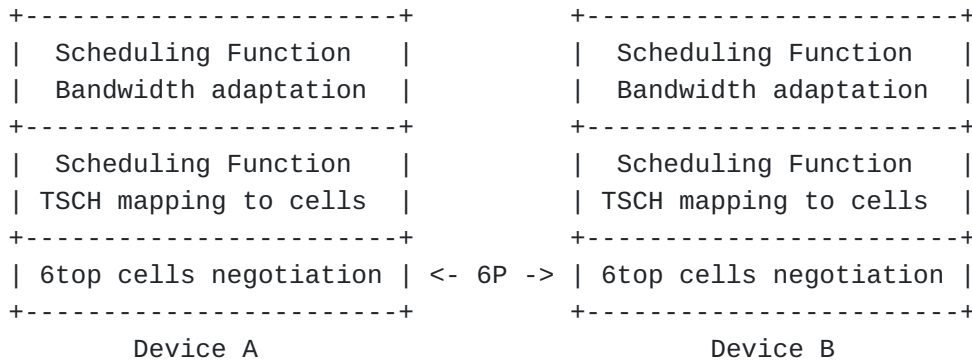 +------------------------+          +------------------------+
|  Scheduling Function   |          |  Scheduling Function   |
|  Bandwidth adaptation  |          |  Bandwidth adaptation  |
+------------------------+          +------------------------+
|  Scheduling Function   |          |  Scheduling Function   |
| TSCH mapping to cells  |          | TSCH mapping to cells  |
+------------------------+          +------------------------+
| 6top cells negotiation | <- 6P -> | 6top cells negotiation |
+------------------------+          +------------------------+
        Device A                             Device B